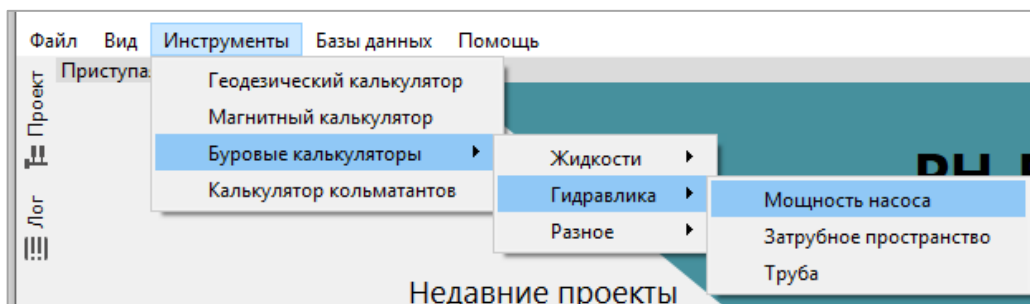 Файл Вид Инструменты Базы данных Помощь
Проект
Приступа
Геодезический калькулятор
Магнитный калькулятор
Буровые калькуляторы
Калькулятор кольматантов
Лог
Жидкости
Гидравлика
Разное
Мощность насоса
Затрубное пространство
Труба
Недавние проекты